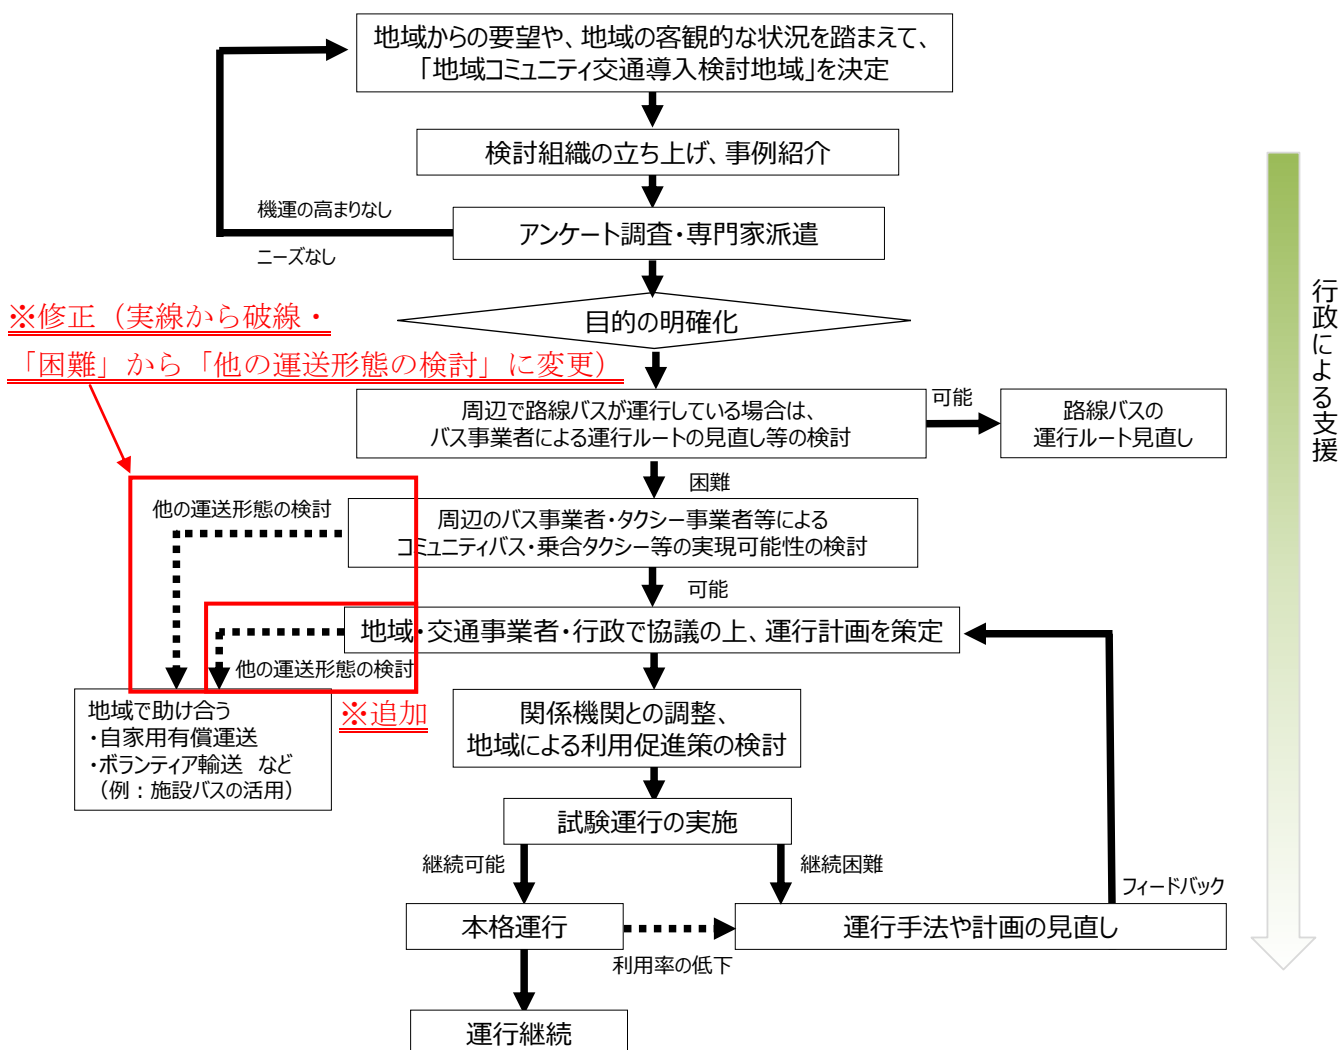 地域からの要望や、地域の客観的な状況を踏まえて、
「地域コミュニティ交通導入検討地域」を決定
検討組織の立ち上げ、事例紹介
機運の高まりなし
アンケート調査・専門家派遣
ニーズなし
目的の明確化
※修正（実線から破線・
「困難」から「他の運送形態の検討」に変更）
周辺で路線バスが運行している場合は、
バス事業者による運行ルートの見直し等の検討
可能
路線バスの
運行ルート見直し
行政による支援
困難
他の運送形態の検討
周辺のバス事業者・タクシー事業者等による
コミュニティバス・乗合タクシー等の実現可能性の検討
可能
地域・交通事業者・行政で協議の上、運行計画を策定
他の運送形態の検討
※追加
地域で助け合う
・自家用有償運送
・ボランティア輸送　など
（例：施設バスの活用）
関係機関との調整、
地域による利用促進策の検討
試験運行の実施
継続可能
継続困難
フィードバック
本格運行
運行手法や計画の見直し
利用率の低下
運行継続